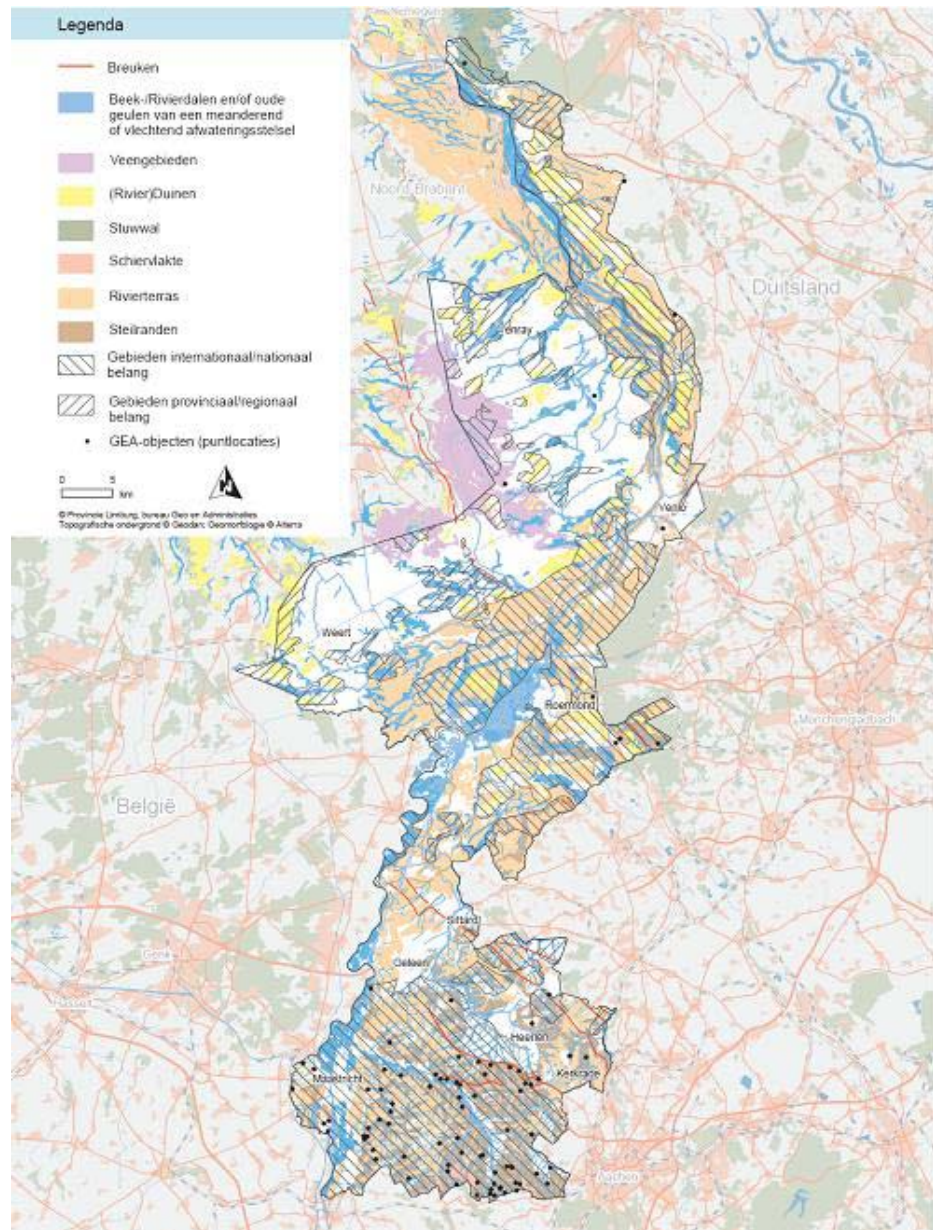 Legenda
Breuken
Beek-/Rivierdalen en/of oude
geulen van een meanderend
of vlechtend afwateringsstelsel
Veengebieden
(Rivier)Duinen
Stuwwal
Schiervlakte
Rivierterras
Steilranden
Gebieden internationaal/nationaal
belang
Gebieden provinciaal/regionaal
belang
GEA-objecten (puntlocaties)
0 5
km
N
© Provincie Limburg, bureau Geo en Administraties
Topografische ondergrond © Geodan; Geomorfologie © Alterra
Noord-Brabant
Duitsland
enray
Venlo
Weert
Roermond
Mönchengladbach
België
Sittard
Geleen
Genk
Hasselt
Heerlen
Maastricht
Kerkrade
Aachen